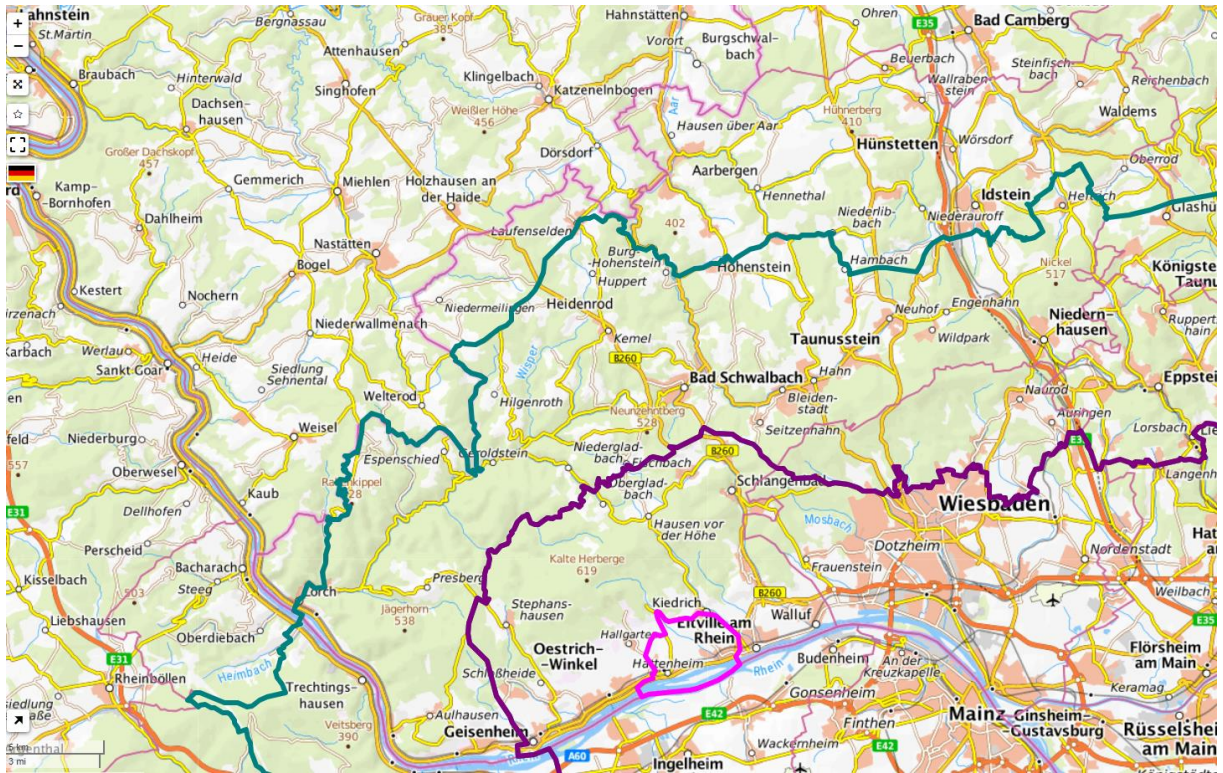 +
−
Lahnstein
St.Martin
Bergnassau
Grauer Kopf
385
Hahnstätten
Vorort
Burgschwal-
bach
Ohren
E35
Bad Camberg
Beuerbach
Wallraben
stein
Steinfisch-
bach
Reichenbach
Braubach
Hinterwald
Attenhausen
Klingelbach
Katzenelnbogen
Dachsen-
hausen
Singhofen
Weißler Höhe
456
Aar
Hausen über Aar
Hühnerberg
410
Waldems
Hünstetten
Wörsdorf
Großer Dachskopf
457
Dörsdorf
Aarbergen
Oberrod
Kamp-
-Bornhofen
Gemmerich
Miehlen
Holzhausen an
der Haide
Hennethal
Idstein
Heftrich
Dahlheim
Laufenselden
402
Niederlib-
bach
Niederauroff
Glashü
Nastätten
Burg-
-Hohenstein
Hohenstein
Hambach
Nickel
517
Bogel
Huppert
Königste
Taunu
Kestert
Nochern
Niedermeilingen
Heidenrod
Neuhof
Engenhahn
Niedern-
hausen
Ruppert
hain
Niederwallmenach
Kemel
Taunusstein
Wildpark
Karbach
Werlau
Heide
Sankt Goar
Siedlung
Sehnental
Wisper
B260
Bad Schwalbach
Hahn
Eppstein
Welterod
Hilgenroth
Bleiden-
stadt
Naurod
Neunzehntberg
528
Auringen
Seitzenhahn
Lorsbach
Niederburg
Weisel
Niederglad-
bach
Fischbach
B260
557
Oberwesel
Espenschied
Geroldstein
Langenh
Oberglad-
bach
Schlangenbad
Kaub
Wiesbaden
E31
Dellhofen
Hausen vor
der Höhe
Mosbach
Dotzheim
Perscheid
Nordenstadt
Kalte Herberge
619
Frauenstein
Kisselbach
Bacharach
503
Steeg
Lorch
Presberg
B260
Weilbach
Jägerhorn
538
Stephans-
hausen
Kiedrich
E35
Liebshausen
Oberdiebach
Eltville am
Rhein
Walluf
Hallgarten
Oestrich-
-Winkel
Flörsheim
am Main
E31
Rheinböllen
Heimbach
Hattenheim
Rhein
Budenheim
An der
Kreuzkapelle
Schloßheide
Trechtings-
hausen
Gonsenheim
Keramag
E42
Aulhausen
Mainz
Ginsheim-
-Gustavsburg
Veitsberg
390
Geisenheim
Finthen
Rüsselshei
am Main
5 km
3 mi
A60
Wackernheim
E42
Ingelheim